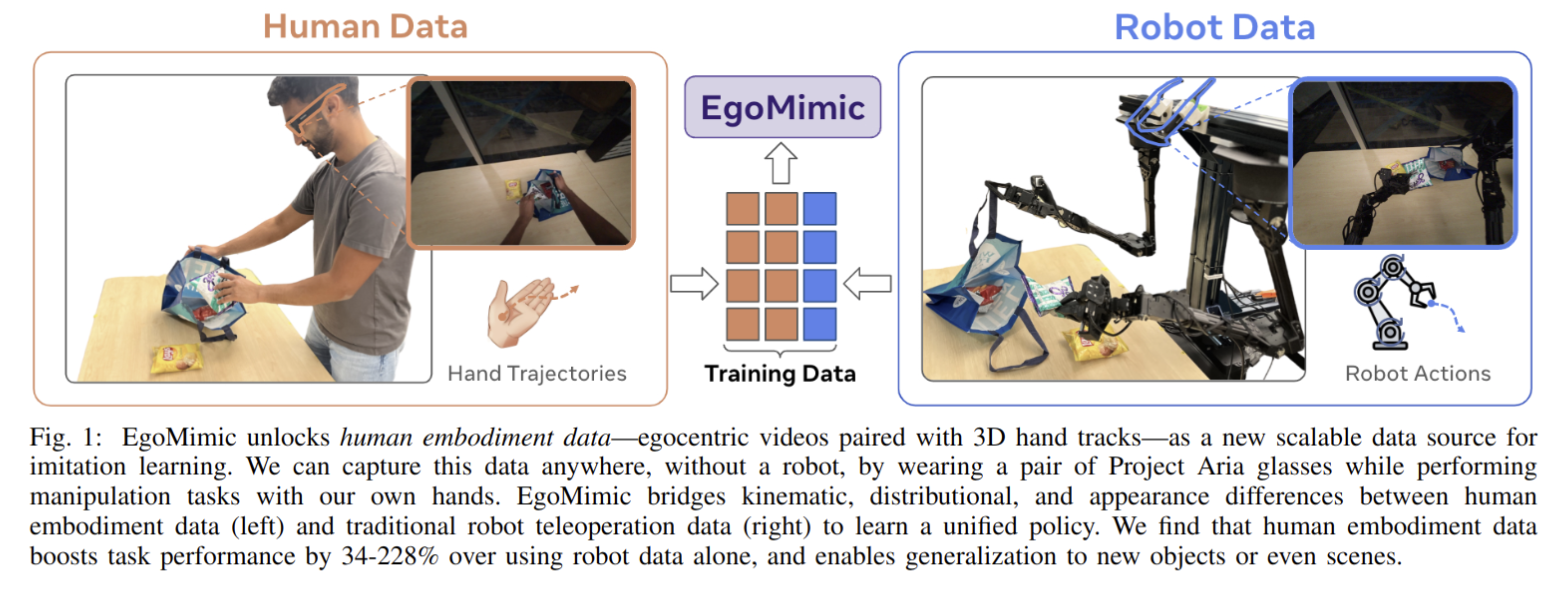 Human Data
Robot Data
EgoMimic
Hand Trajectories
Training Data
Robot Actions
Fig. 1: EgoMimic unlocks human embodiment data—egocentric videos paired with 3D hand tracks—as a new scalable data source for
imitation learning. We can capture this data anywhere, without a robot, by wearing a pair of Project Aria glasses while performing
manipulation tasks with our own hands. EgoMimic bridges kinematic, distributional, and appearance differences between human
embodiment data (left) and traditional robot teleoperation data (right) to learn a unified policy. We find that human embodiment data
boosts task performance by 34-228% over using robot data alone, and enables generalization to new objects or even scenes.